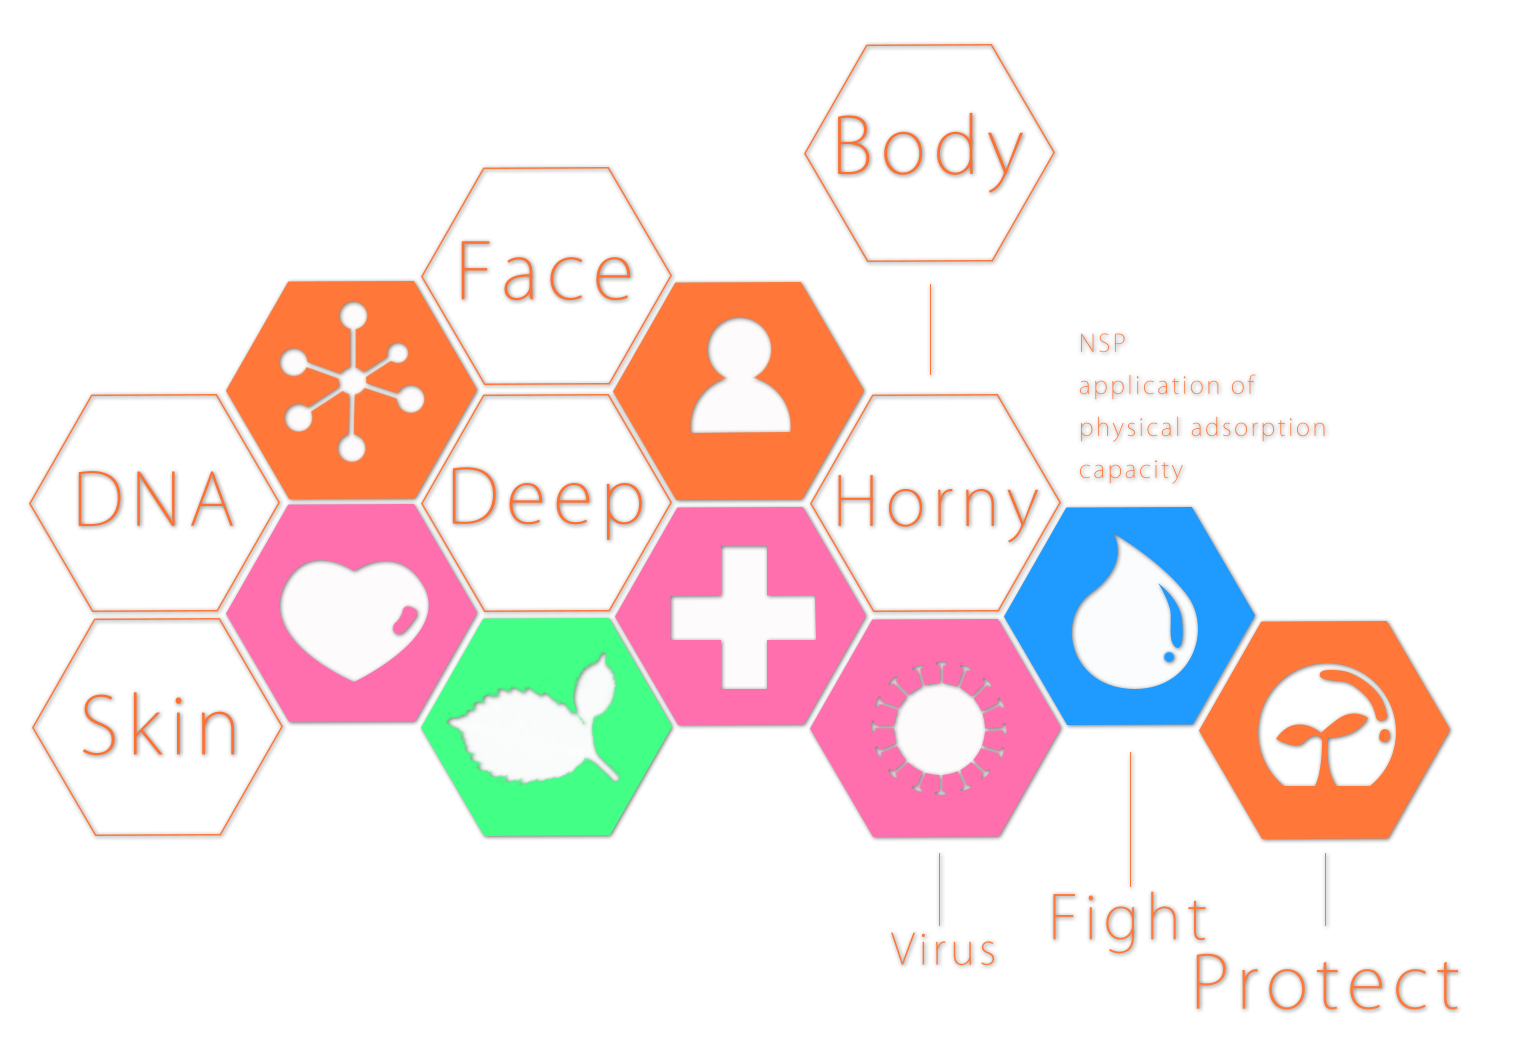 Body
Face
NSP
application of
physical adsorption
capacity
DNA
Deep
Horny
Skin
Virus
Fight
Protect